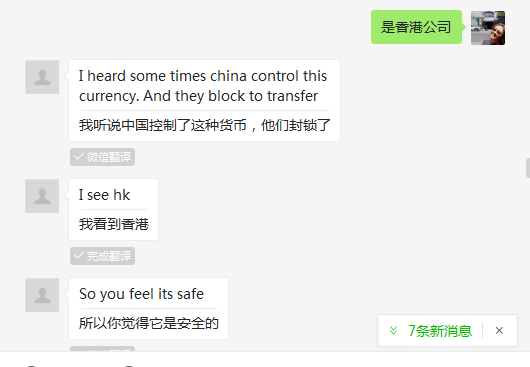 是香港公司
I heard some times china control this
currency. And they block to transfer
我听说中国控制了这种货币，他们封锁了
微信翻译
I see hk
我看到香港
完成翻译
So you feel its safe
所以你觉得它是安全的
7条新消息